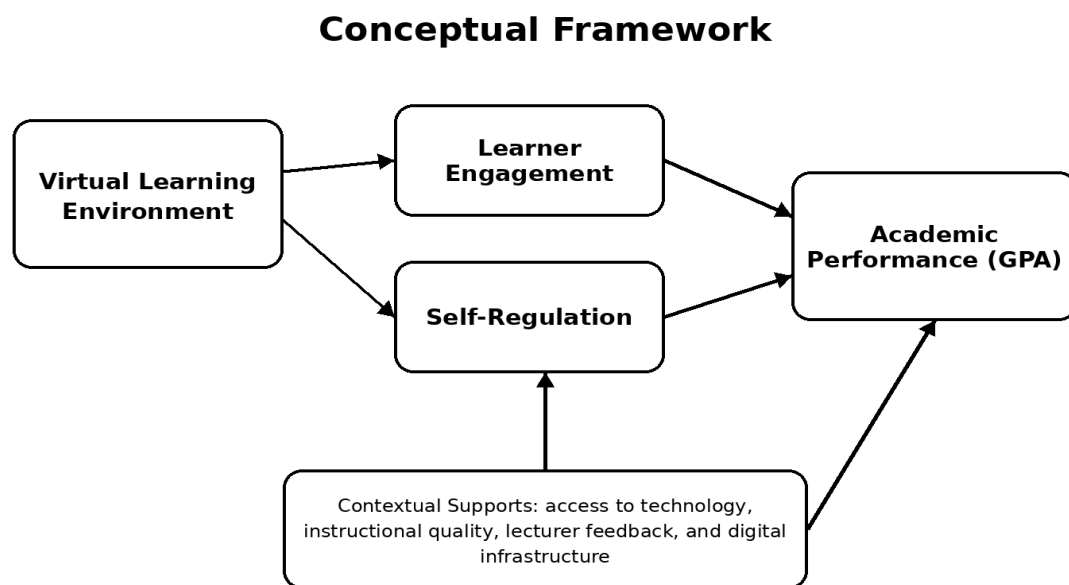 Conceptual Framework
Virtual Learning
Environment
Learner
Engagement
Self-Regulation
Academic
Performance (GPA)
Contextual Supports: access to technology,
instructional quality, lecturer feedback, and digital
infrastructure